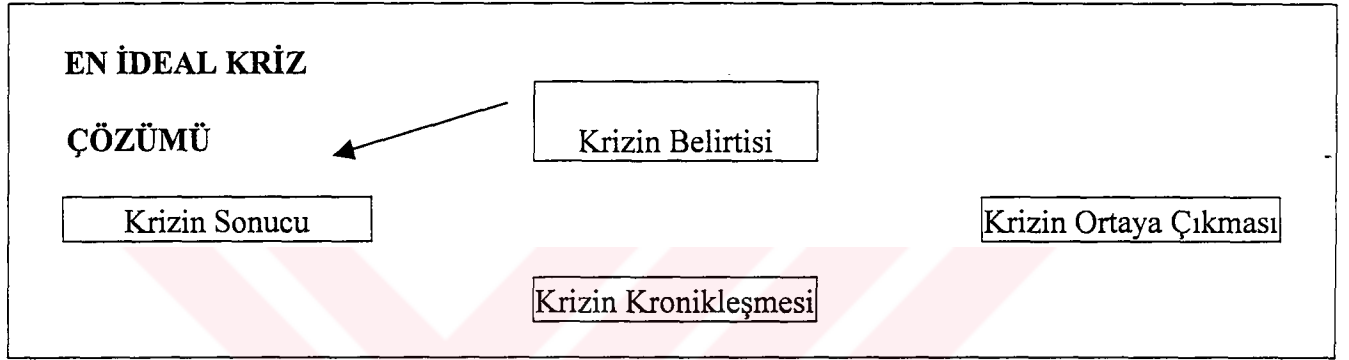 EN İDEAL KRİZ
ÇÖZÜMÜ
Krizin Belirtisi
Krizin Sonucu
Krizin Ortaya Çıkması
Krizin Kronikleşmesi